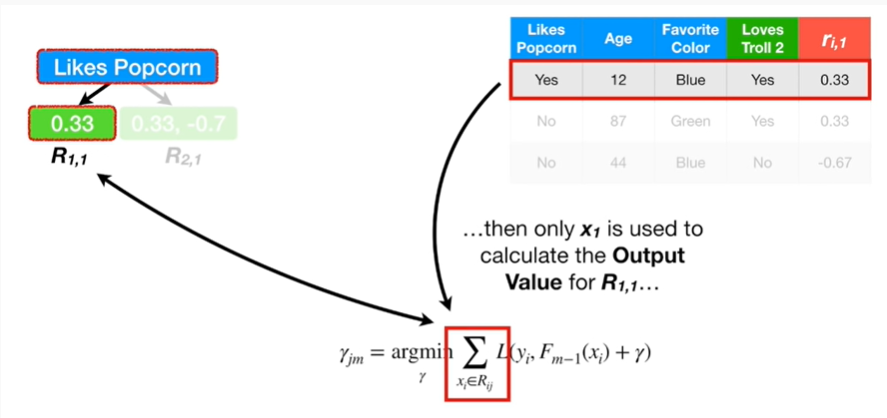 Likes Popcorn
0.33 0.33, -0.7
R1,1 R2,1
Likes Popcorn Age Favorite Color Loves Troll 2 ri,1
Yes 12 Blue Yes 0.33
No 87 Green Yes 0.33
No 44 Blue No -0.67
…then only x1 is used to
calculate the Output
Value for R1,1…
γjm = argmin γ ∑ xi∈Rij L(yi, Fm−1(xi) + γ)